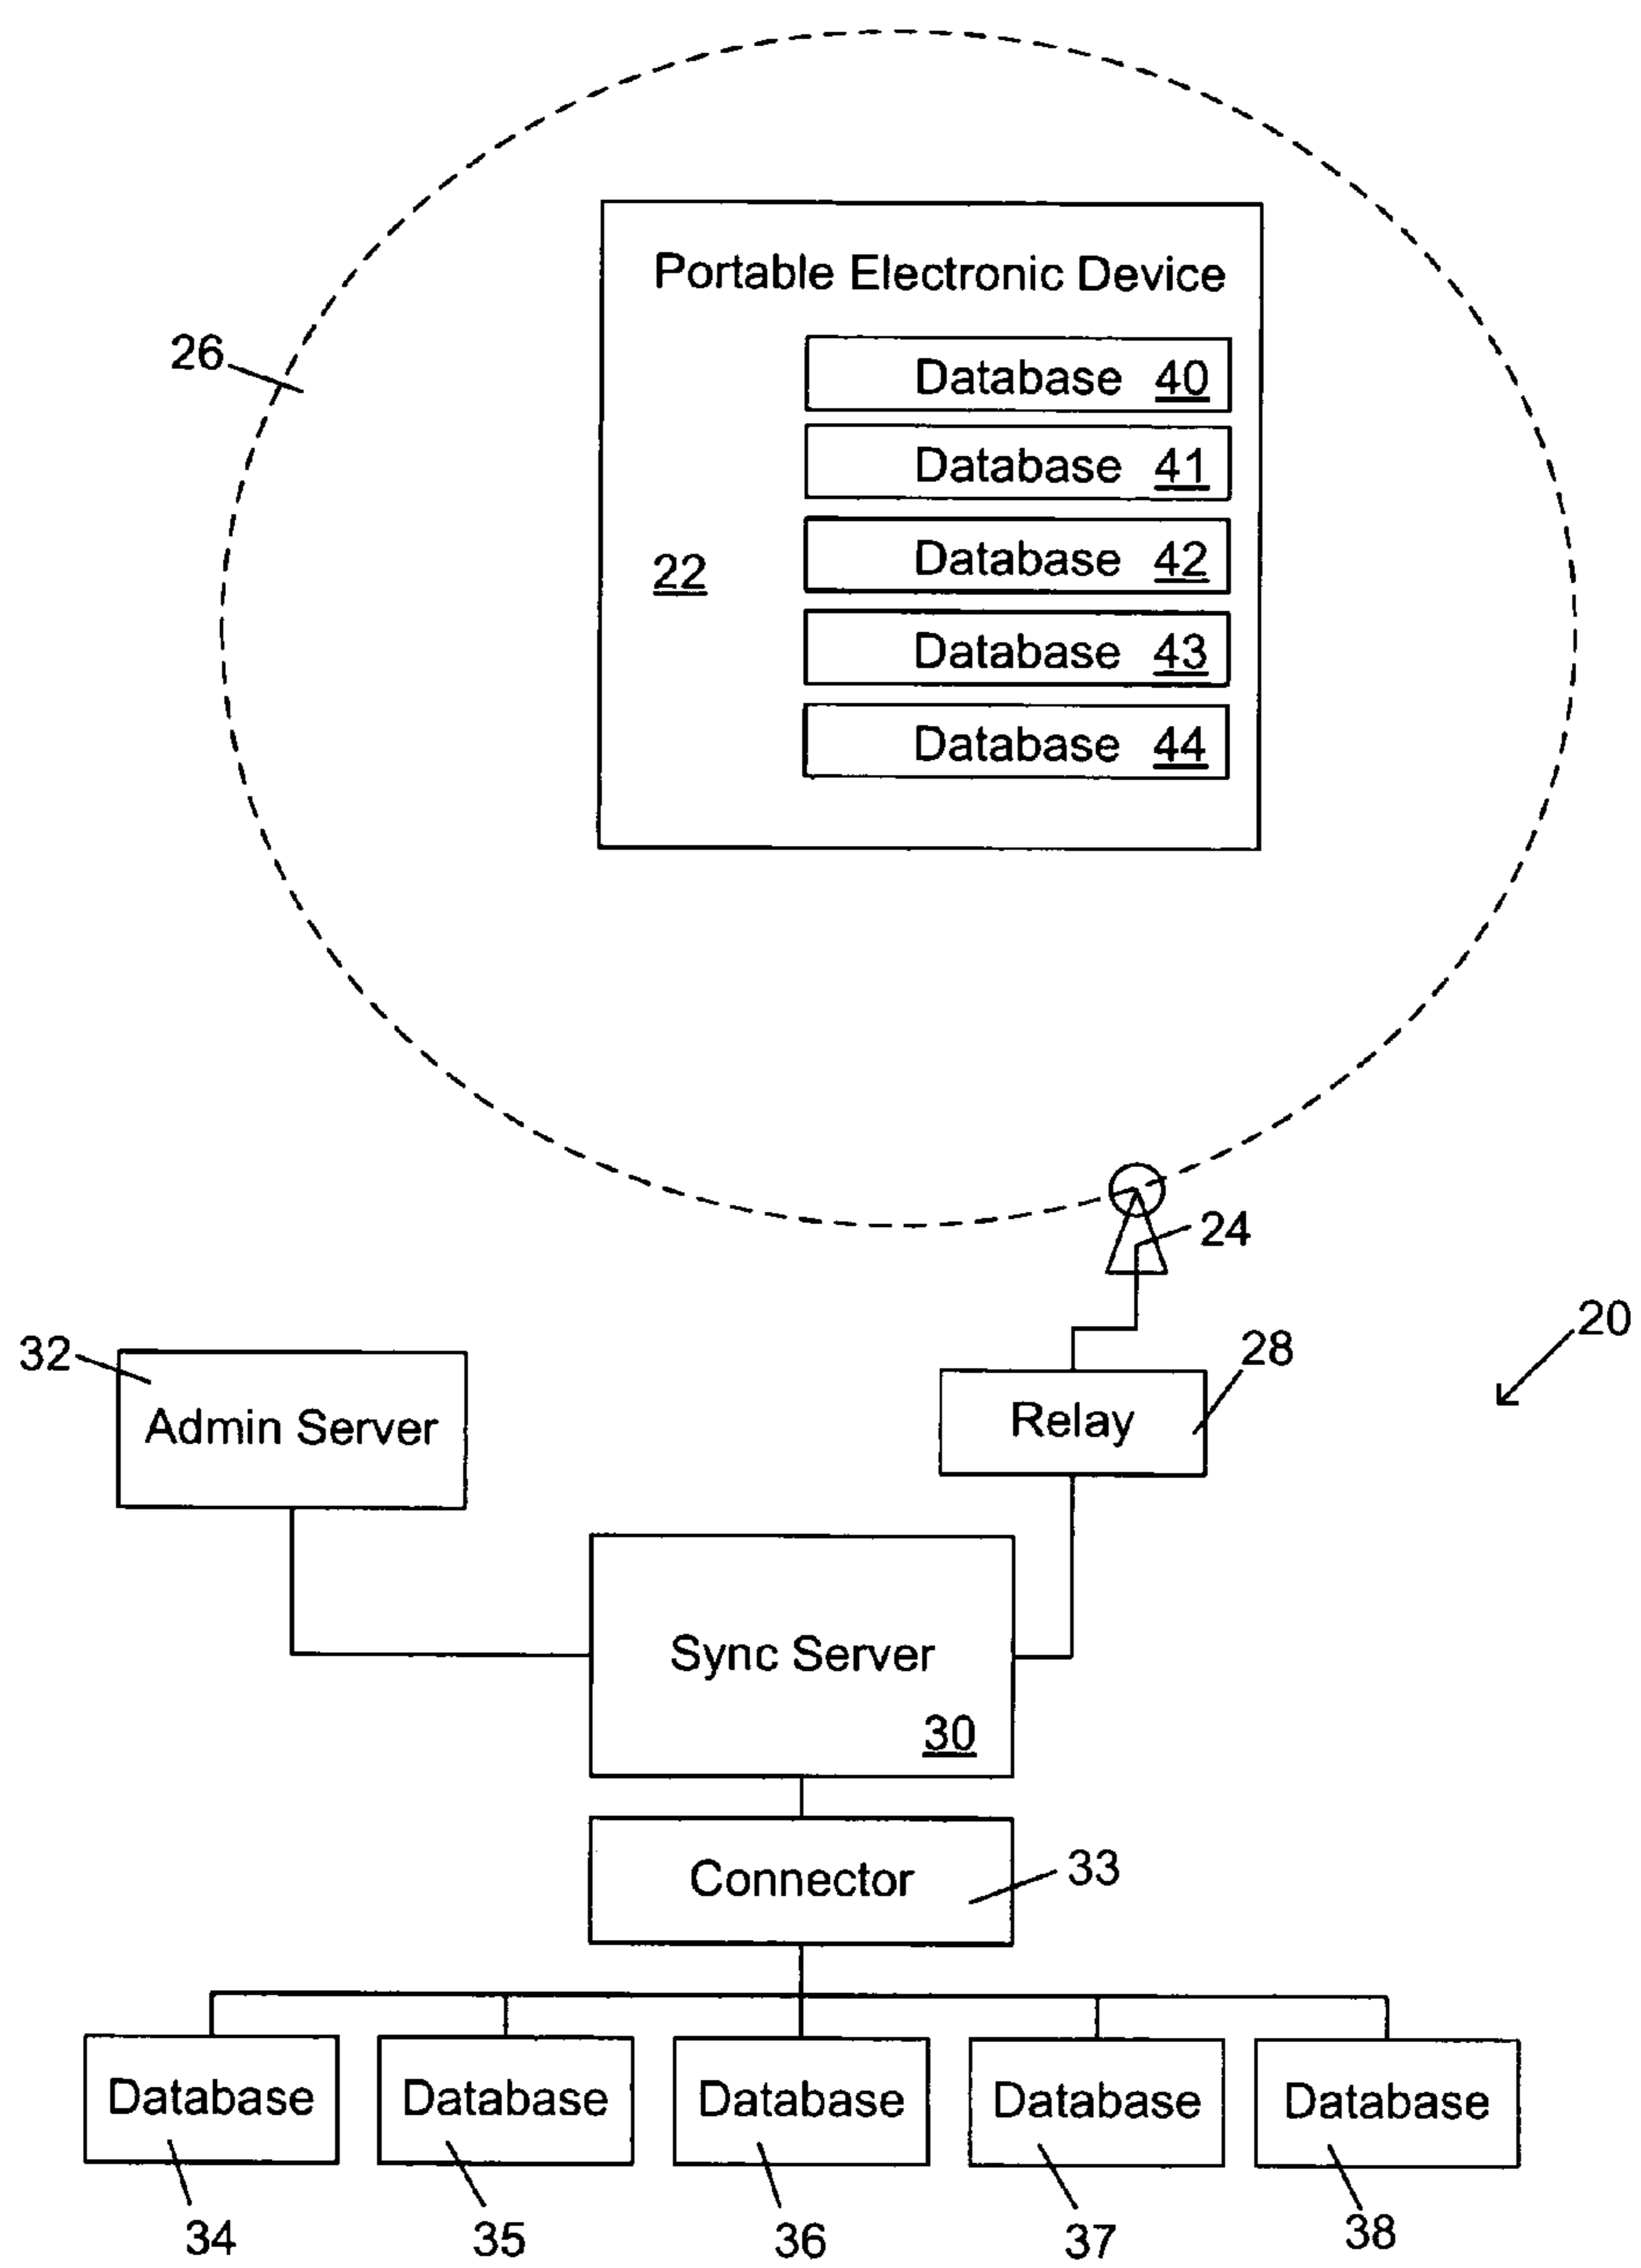 Portable Electronic Device
26
Database 40
Database 41
Database 42
22
Database 43
Database 44
24
20
32
28
Admin Server
Relay
Sync Server
30
Connector
33
Database
Database
Database
Database
Database
34
35
36
37
38